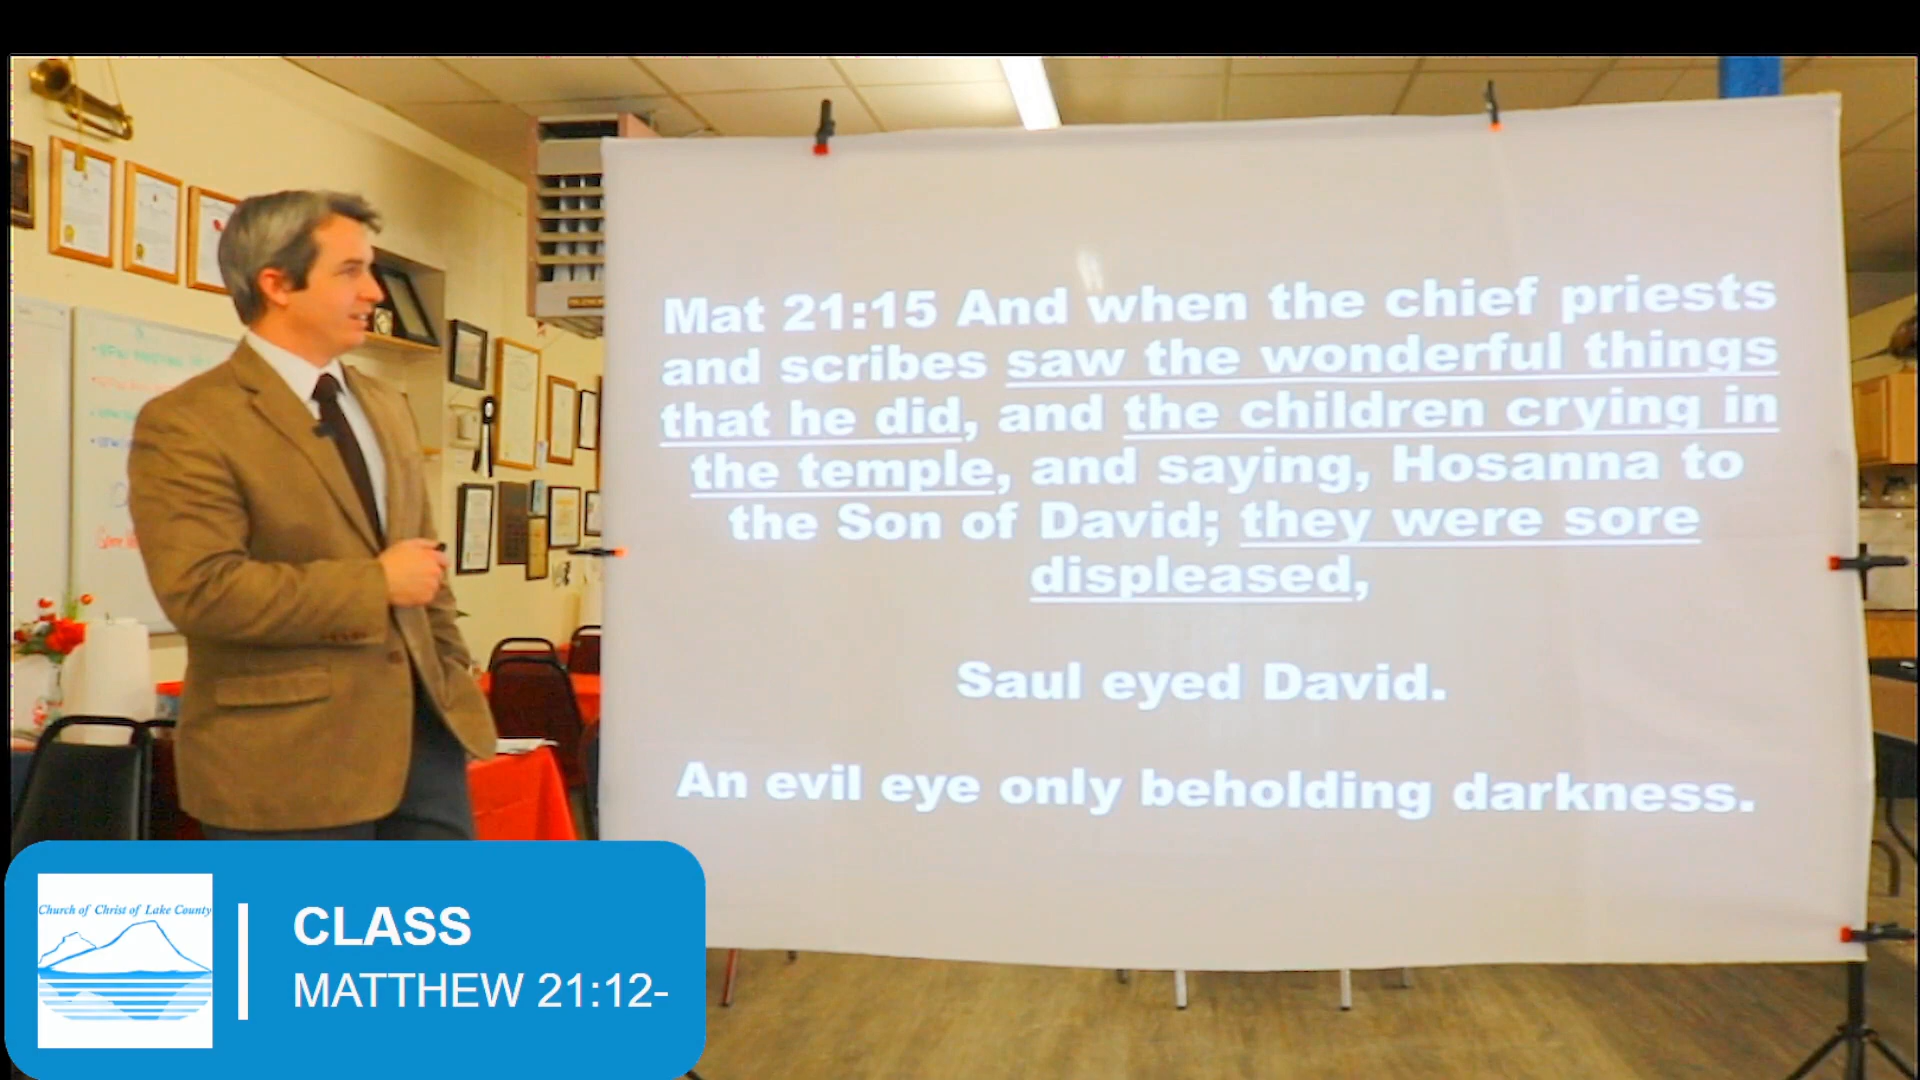 Mat 21:15 And when the chief priests
and scribes saw the wonderful things
that he did, and the children crying in
the temple, and saying, Hosanna to
the Son of David; they were sore
displeased,
Saul eyed David.
An evil eye only beholding darkness.
Church of Christ of Lake County
CLASS
MATTHEW 21:12-